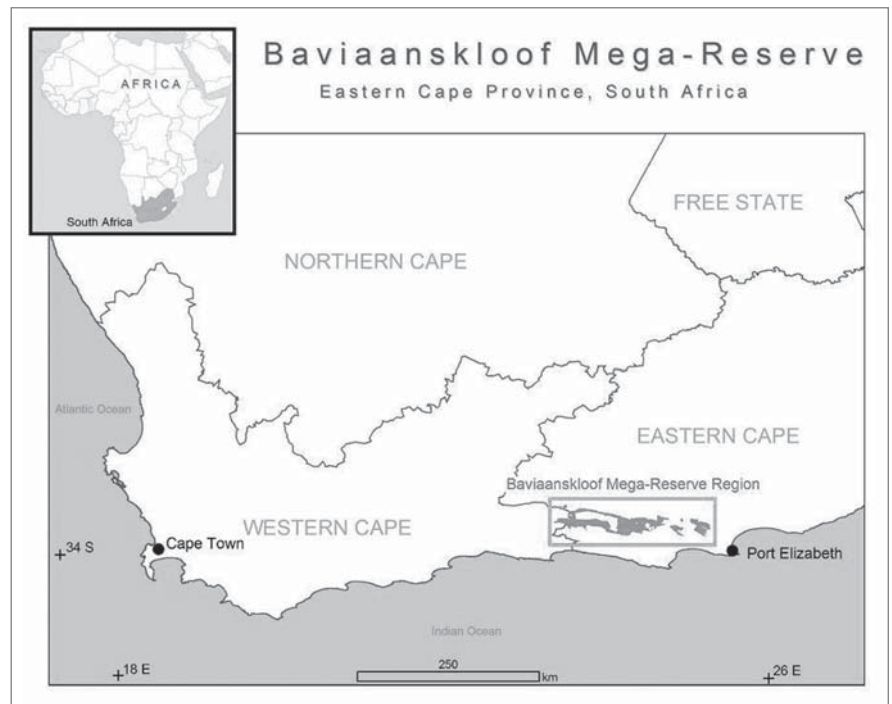 Baviaanskloof Mega-Reserve
Eastern Cape Province, South Africa
AFRICA
South Africa
FREE STATE
NORTHERN CAPE
Atlantic Ocean
EASTERN CAPE
Baviaanskloof Mega-Reserve Region
WESTERN CAPE
34 S
Cape Town
Port Elizabeth
Indian Ocean
18 E
250
km
26 E